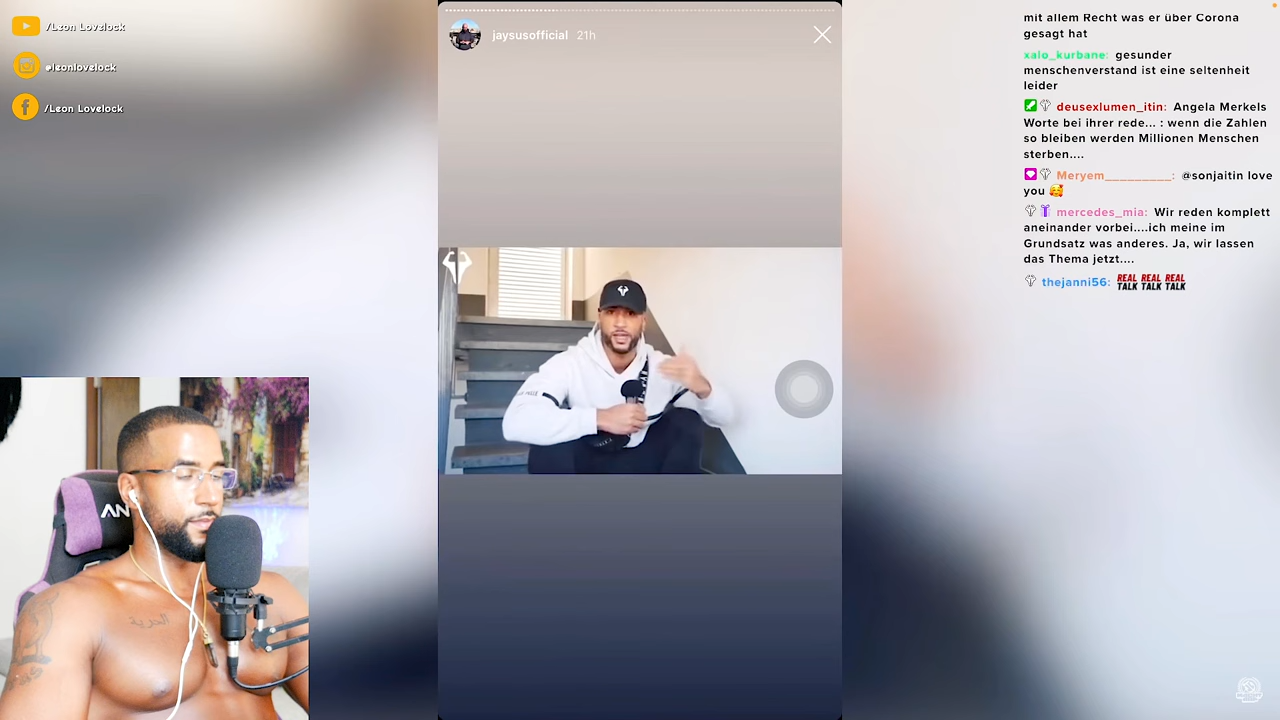 /Leon Lovelock
@leonlovelock
/Leon Lovelock
jaysusofficial 21h
AN
mit allem Recht was er über Corona
gesagt hat
xalo_kurbane: gesunder
menschenverstand ist eine seltenheit
leider
deusexlumen_itin: Angela Merkels
Worte bei ihrer rede... : wenn die Zahlen
so bleiben werden Millionen Menschen
sterben....
Meryem_________: @sonjaitin love
you 🥰
mercedes_mia: Wir reden komplett
aneinander vorbei....ich meine im
Grundsatz was anderes. Ja, wir lassen
das Thema jetzt....
thejanni56: REAL TALK REAL TALK REAL TALK